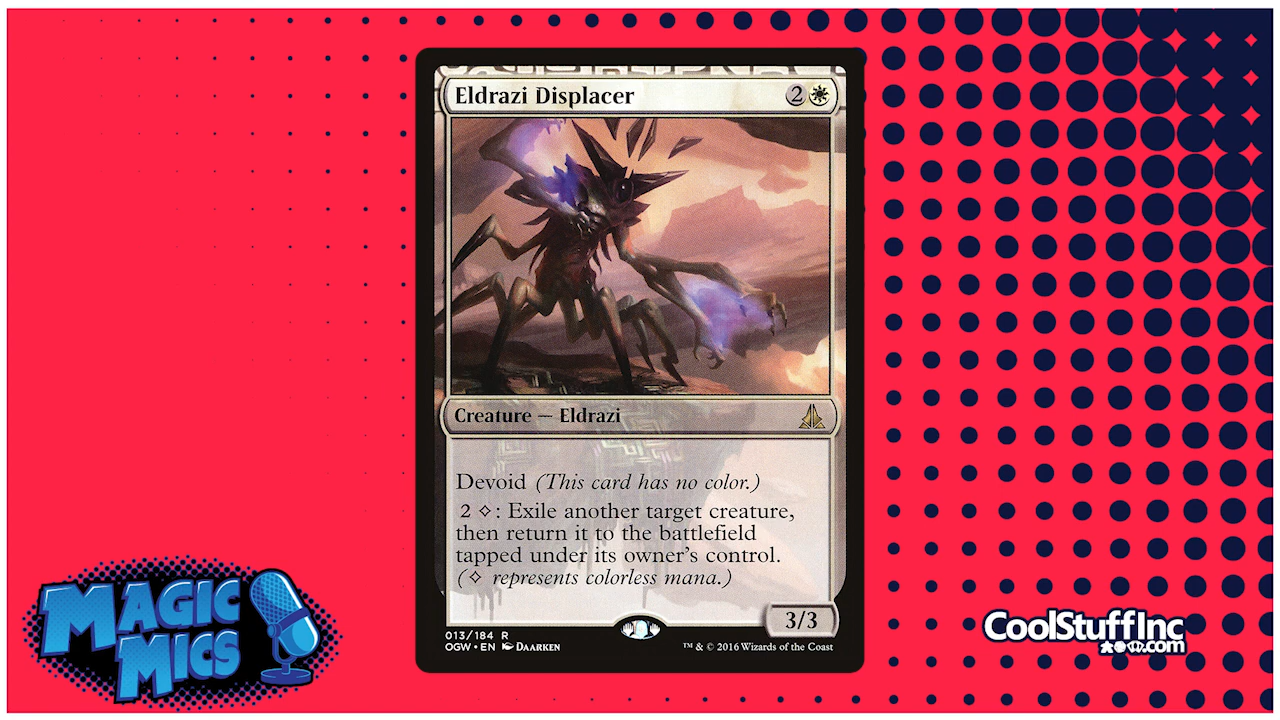 Eldrazi Displacer
2
Creature — Eldrazi
Devoid (This card has no color.)
2 ◇: Exile another target creature,
then return it to the battlefield
tapped under its owner's control.
(◇ represents colorless mana.)
3/3
013/184 R
OGW • EN DAARKEN
™ & © 2016 Wizards of the Coast
MAGIC
MICS
CoolStuffInc
.com